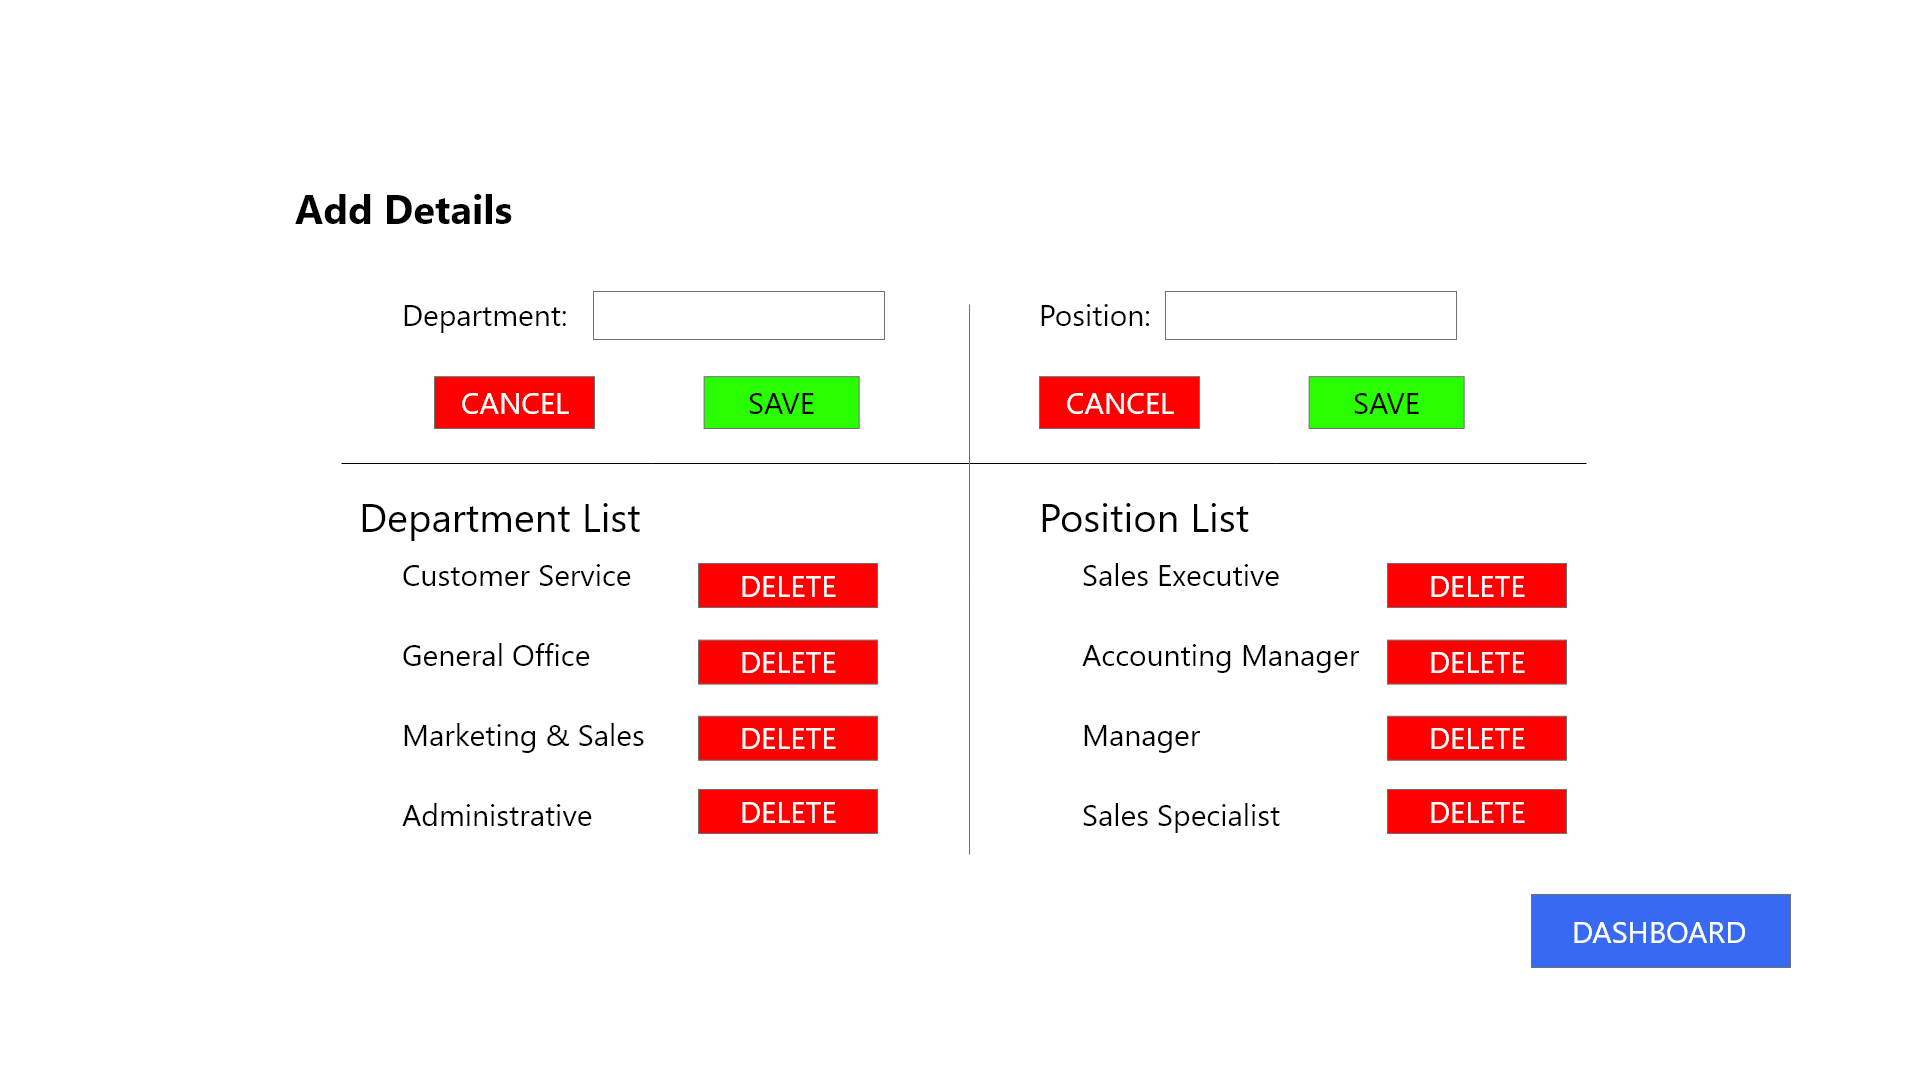 Add Details
Department:
CANCEL SAVE
Position:
CANCEL SAVE
Department List
Customer Service DELETE
General Office DELETE
Marketing & Sales DELETE
Administrative DELETE
Position List
Sales Executive DELETE
Accounting Manager DELETE
Manager DELETE
Sales Specialist DELETE
DASHBOARD